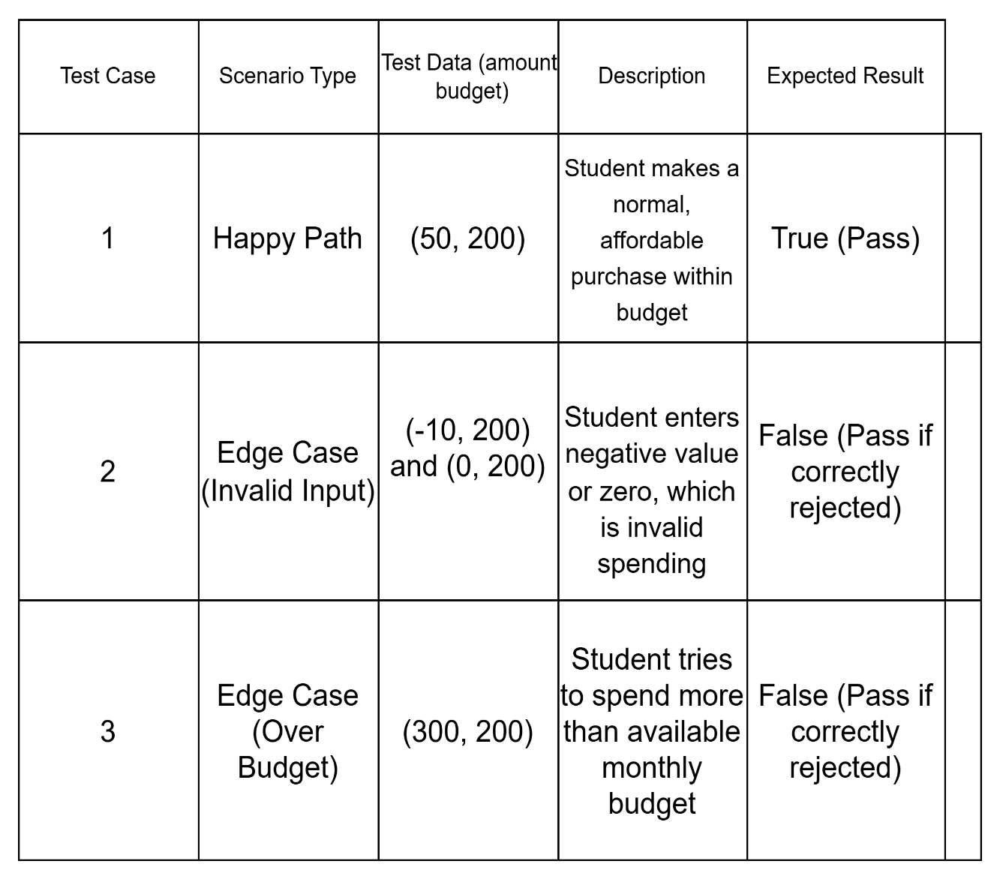 Test Case
Scenario Type
Test Data (amount
budget)
Description
Expected Result
1
Happy Path
(50, 200)
Student makes a
normal,
affordable
purchase within
budget
True (Pass)
2
Edge Case
(Invalid Input)
(-10, 200)
and (0, 200)
Student enters
negative value
or zero, which
is invalid
spending
False (Pass if
correctly
rejected)
3
Edge Case
(Over
Budget)
(300, 200)
Student tries
to spend more
than available
monthly
budget
False (Pass if
correctly
rejected)